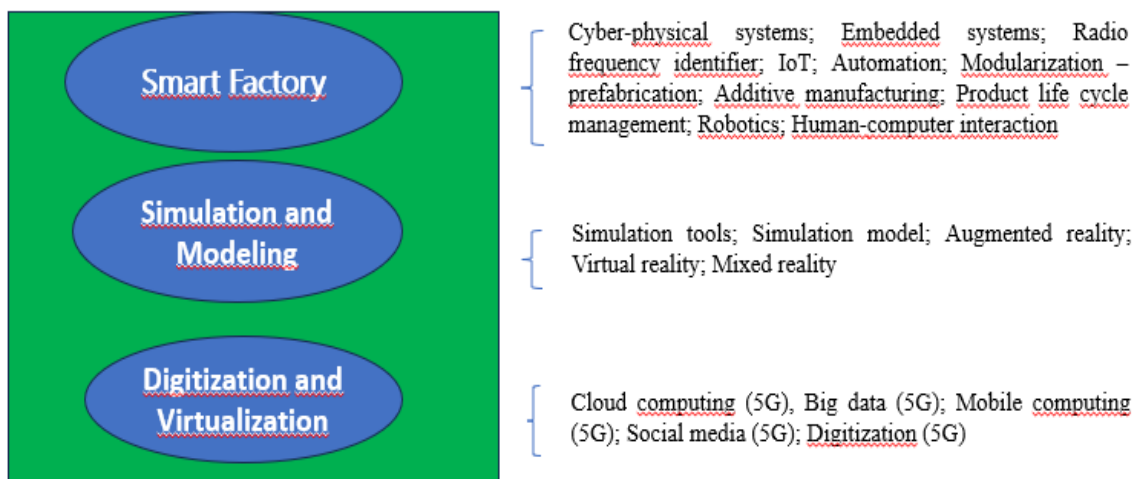 Smart Factory
Cyber-physical systems; Embedded systems; Radio
frequency identifier; IoT; Automation; Modularization –
prefabrication; Additive manufacturing; Product life cycle
management; Robotics; Human-computer interaction
Simulation and
Modeling
Simulation tools; Simulation model; Augmented reality;
Virtual reality; Mixed reality
Digitization and
Virtualization
Cloud computing (5G), Big data (5G); Mobile computing
(5G); Social media (5G); Digitization (5G)